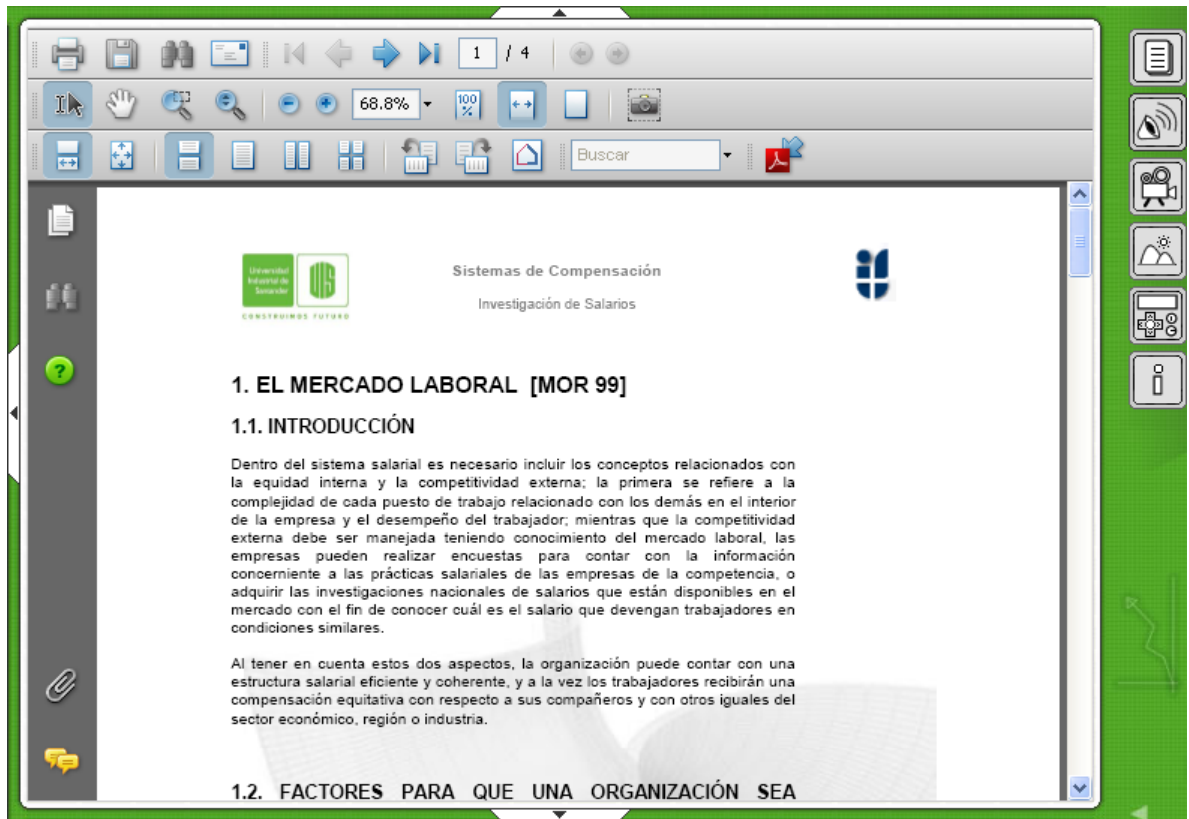 1 / 4
68.8%
100
%
Buscar
Universidad
Industrial de
Santander
UIS
CONSTRUIMOS FUTURO
Sistemas de Compensación
Investigación de Salarios
1. EL MERCADO LABORAL [MOR 99]
1.1. INTRODUCCIÓN
Dentro del sistema salarial es necesario incluir los conceptos relacionados con
la equidad interna y la competitividad externa; la primera se refiere a la
complejidad de cada puesto de trabajo relacionado con los demás en el interior
de la empresa y el desempeño del trabajador; mientras que la competitividad
externa debe ser manejada teniendo conocimiento del mercado laboral, las
empresas pueden realizar encuestas para contar con la información
concerniente a las prácticas salariales de las empresas de la competencia, o
adquirir las investigaciones nacionales de salarios que están disponibles en el
mercado con el fin de conocer cuál es el salario que devengan trabajadores en
condiciones similares.
Al tener en cuenta estos dos aspectos, la organización puede contar con una
estructura salarial eficiente y coherente, y a la vez los trabajadores recibirán una
compensación equitativa con respecto a sus compañeros y con otros iguales del
sector económico, región o industria.
1.2. FACTORES PARA QUE UNA ORGANIZACIÓN SEA